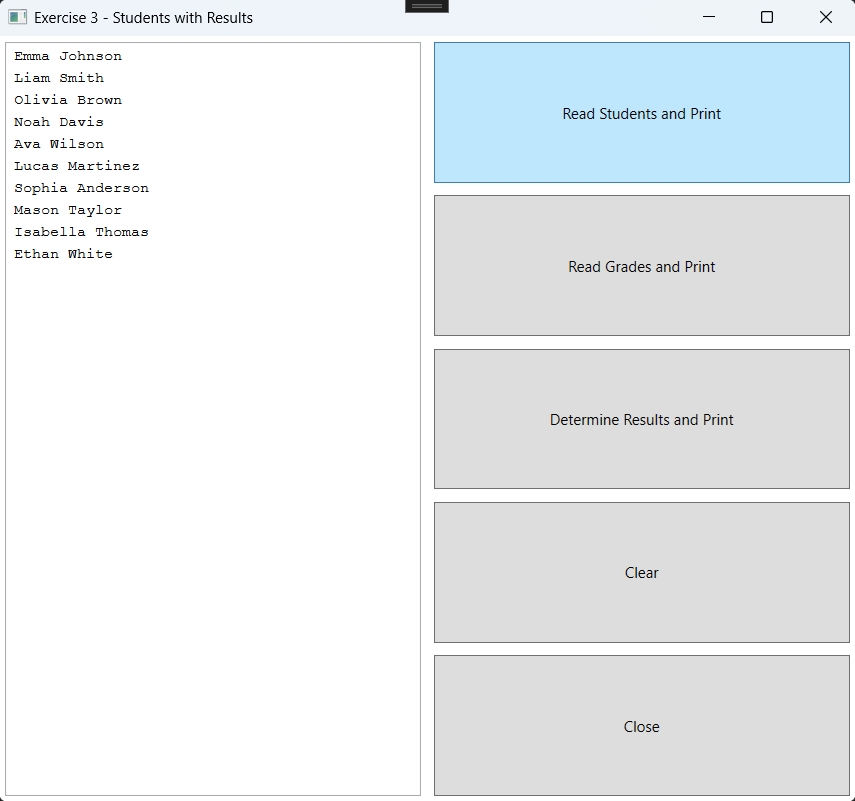 Exercise 3 - Students with Results
Emma Johnson
Liam Smith
Olivia Brown
Noah Davis
Ava Wilson
Lucas Martinez
Sophia Anderson
Mason Taylor
Isabella Thomas
Ethan White
Read Students and Print
Read Grades and Print
Determine Results and Print
Clear
Close